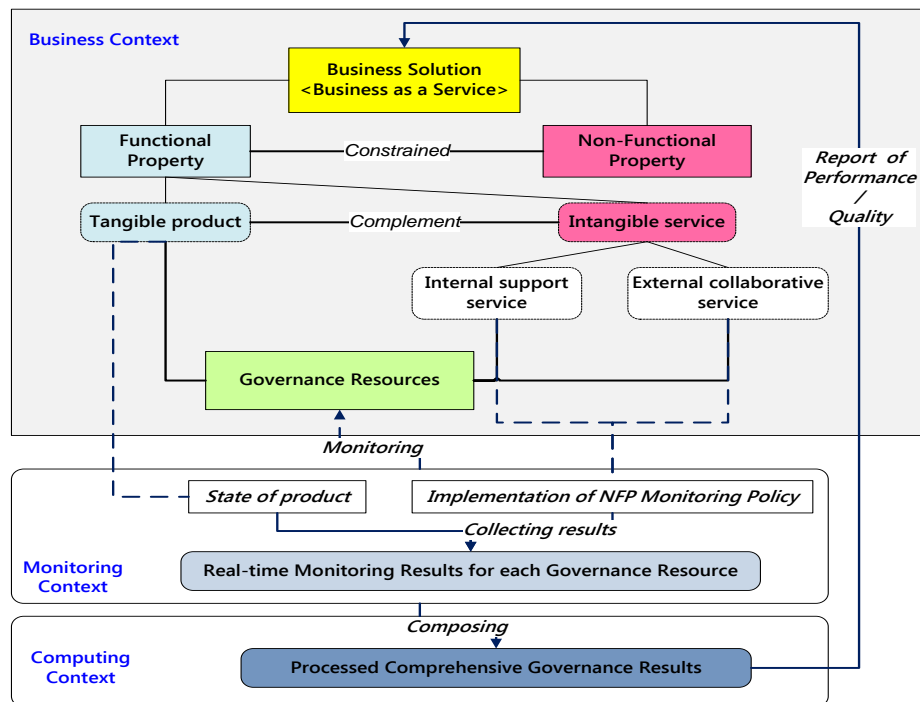 Business Context
Business Solution
<Business as a Service>
Functional
Property
Constrained
Non-Functional
Property
Report of
Performance
/
Quality
Tangible product
Complement
Intangible service
Internal support
service
External collaborative
service
Governance Resources
Monitoring
State of product
Implementation of NFP Monitoring Policy
Collecting results
Monitoring
Context
Real-time Monitoring Results for each Governance Resource
Composing
Computing
Context
Processed Comprehensive Governance Results